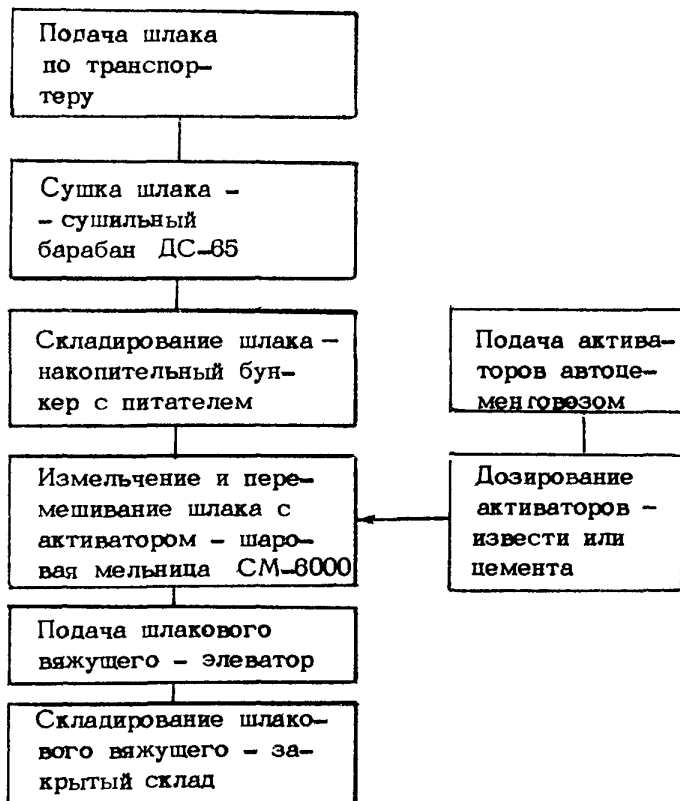 Подача шлака
по транспор-
теру
Сушка шлака -
- сушильный
барабан ДС-65
Складирование шлака -
накопительный бун-
кер с питателем
Подача актива-
торов автоце-
ментовозом
Измельчение и пере-
мешивание шлака с
активатором - шаро-
вая мельница СМ-6000
Дозирование
активаторов -
извести или
цемента
Подача шлакового
вяжущего - элеватор
Складирование шлако-
вого вяжущего - за-
крытый склад